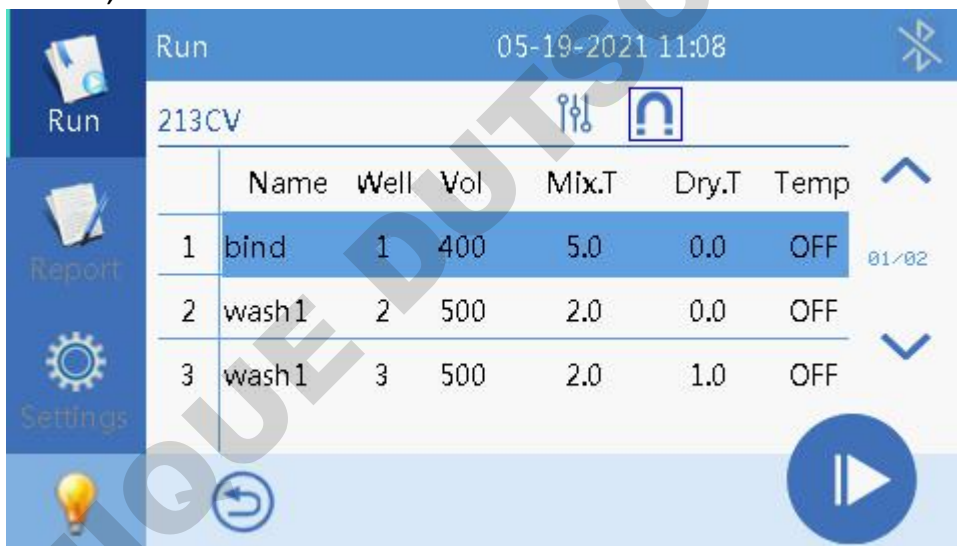 Run 05-19-2021 11:08
Run
213CV
Name Well Vol Mix.T Dry.T Temp
1 bind 1 400 5.0 0.0 OFF
01/02
Report
2 wash1 2 500 2.0 0.0 OFF
3 wash1 3 500 2.0 1.0 OFF
Settings